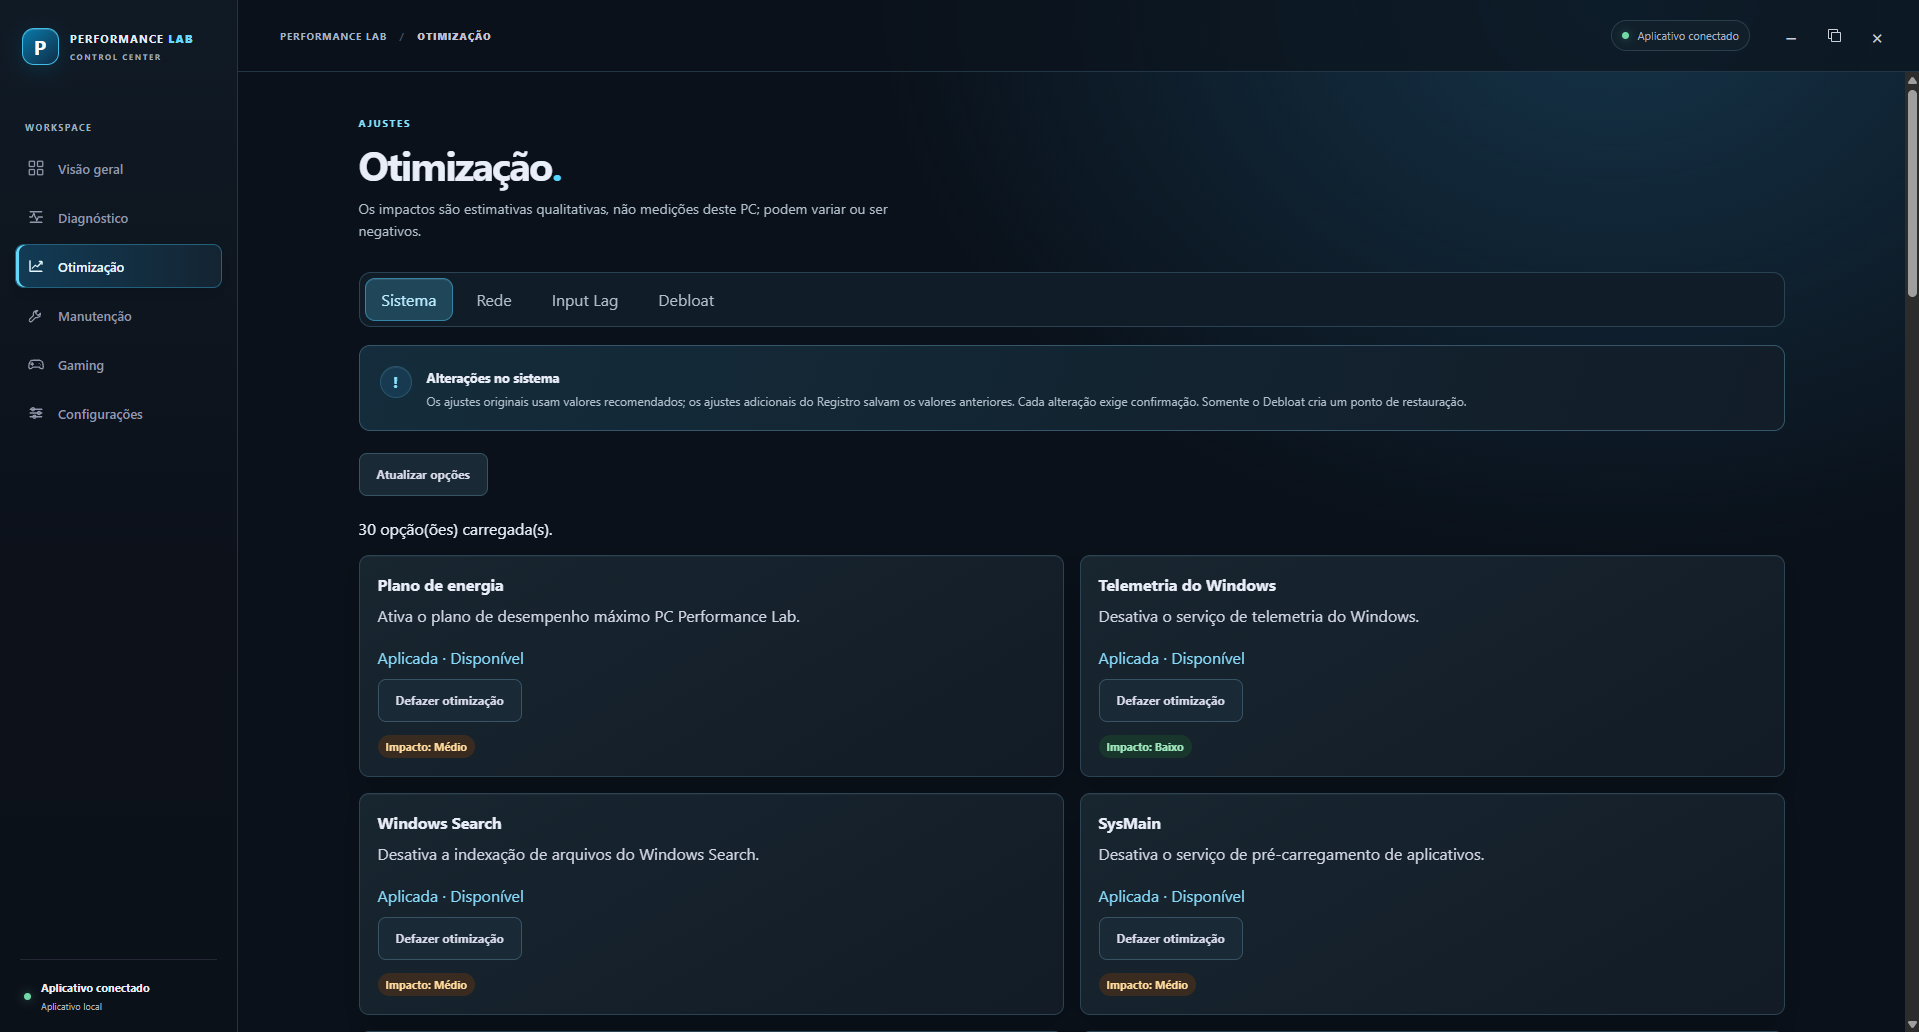 P
PERFORMANCE LAB
CONTROL CENTER
WORKSPACE
Visão geral
Diagnóstico
Otimização
Manutenção
Gaming
Configurações
Aplicativo conectado
Aplicativo local
PERFORMANCE LAB / OTIMIZAÇÃO
Aplicativo conectado
AJUSTES
Otimização.
Os impactos são estimativas qualitativas, não medições deste PC; podem variar ou ser
negativos.
Sistema Rede Input Lag Debloat
!
Alterações no sistema
Os ajustes originais usam valores recomendados; os ajustes adicionais do Registro salvam os valores anteriores. Cada alteração exige confirmação. Somente o Debloat cria um ponto de restauração.
Atualizar opções
30 opção(ões) carregada(s).
Plano de energia
Ativa o plano de desempenho máximo PC Performance Lab.
Aplicada · Disponível
Defazer otimização
Impacto: Médio
Telemetria do Windows
Desativa o serviço de telemetria do Windows.
Aplicada · Disponível
Defazer otimização
Impacto: Baixo
Windows Search
Desativa a indexação de arquivos do Windows Search.
Aplicada · Disponível
Defazer otimização
Impacto: Médio
SysMain
Desativa o serviço de pré-carregamento de aplicativos.
Aplicada · Disponível
Defazer otimização
Impacto: Médio